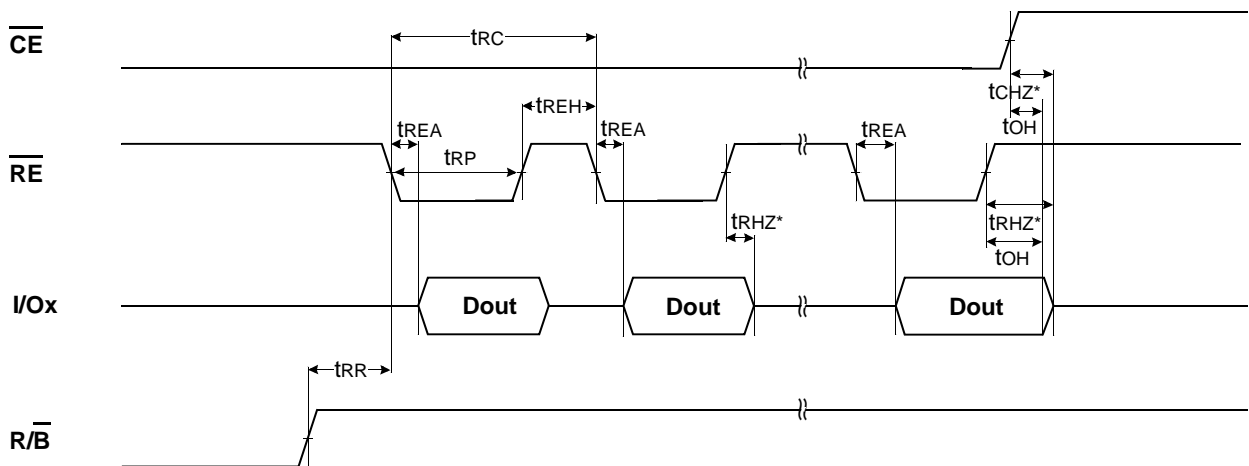 CE
tRC
tCHZ*
tREH
tOH
tREA
tREA
tREA
RE
tRP
tRHZ*
tRHZ*
tOH
I/Ox
Dout
Dout
Dout
tRR
R/B